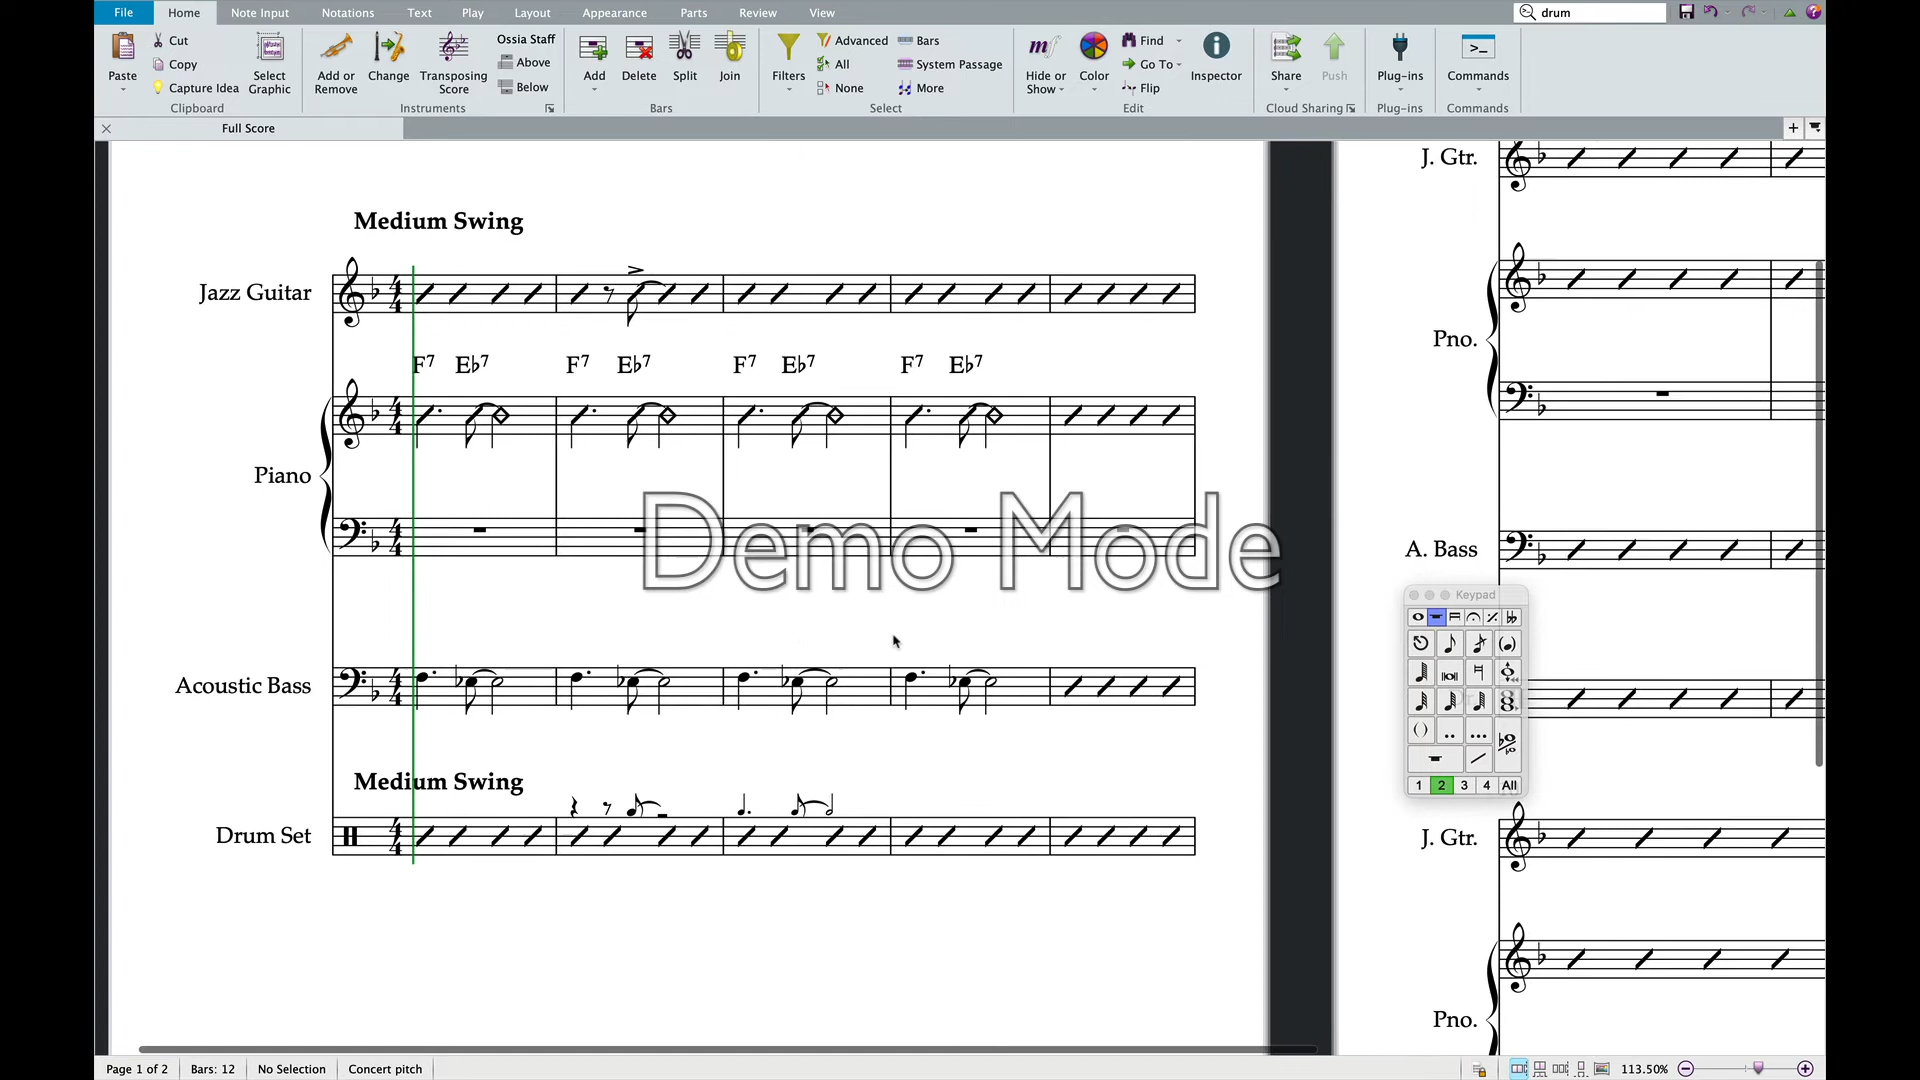 File Home Note Input Notations Text Play Layout Appearance Parts Review View drum
Paste Cut Copy Capture Idea Select Graphic Add or Remove Change Transposing Score Ossia Staff Above Below Add Delete Split Join Filters Advanced All None Bars System Passage More Hide or Show Color Find Go To Flip Inspector Share Push Plug-ins Commands
Clipboard Instruments Bars Select Edit Cloud Sharing Plug-ins Commands
Full Score
J. Gtr.
Medium Swing
Jazz Guitar
F7 E♭7 F7 E♭7 F7 E♭7 F7 E♭7
Pno.
Piano
Demo Mode
A. Bass
Keypad
Acoustic Bass
Medium Swing
1 2 3 4 All
Drum Set
J. Gtr.
Pno.
Page 1 of 2 Bars: 12 No Selection Concert pitch 113.50%